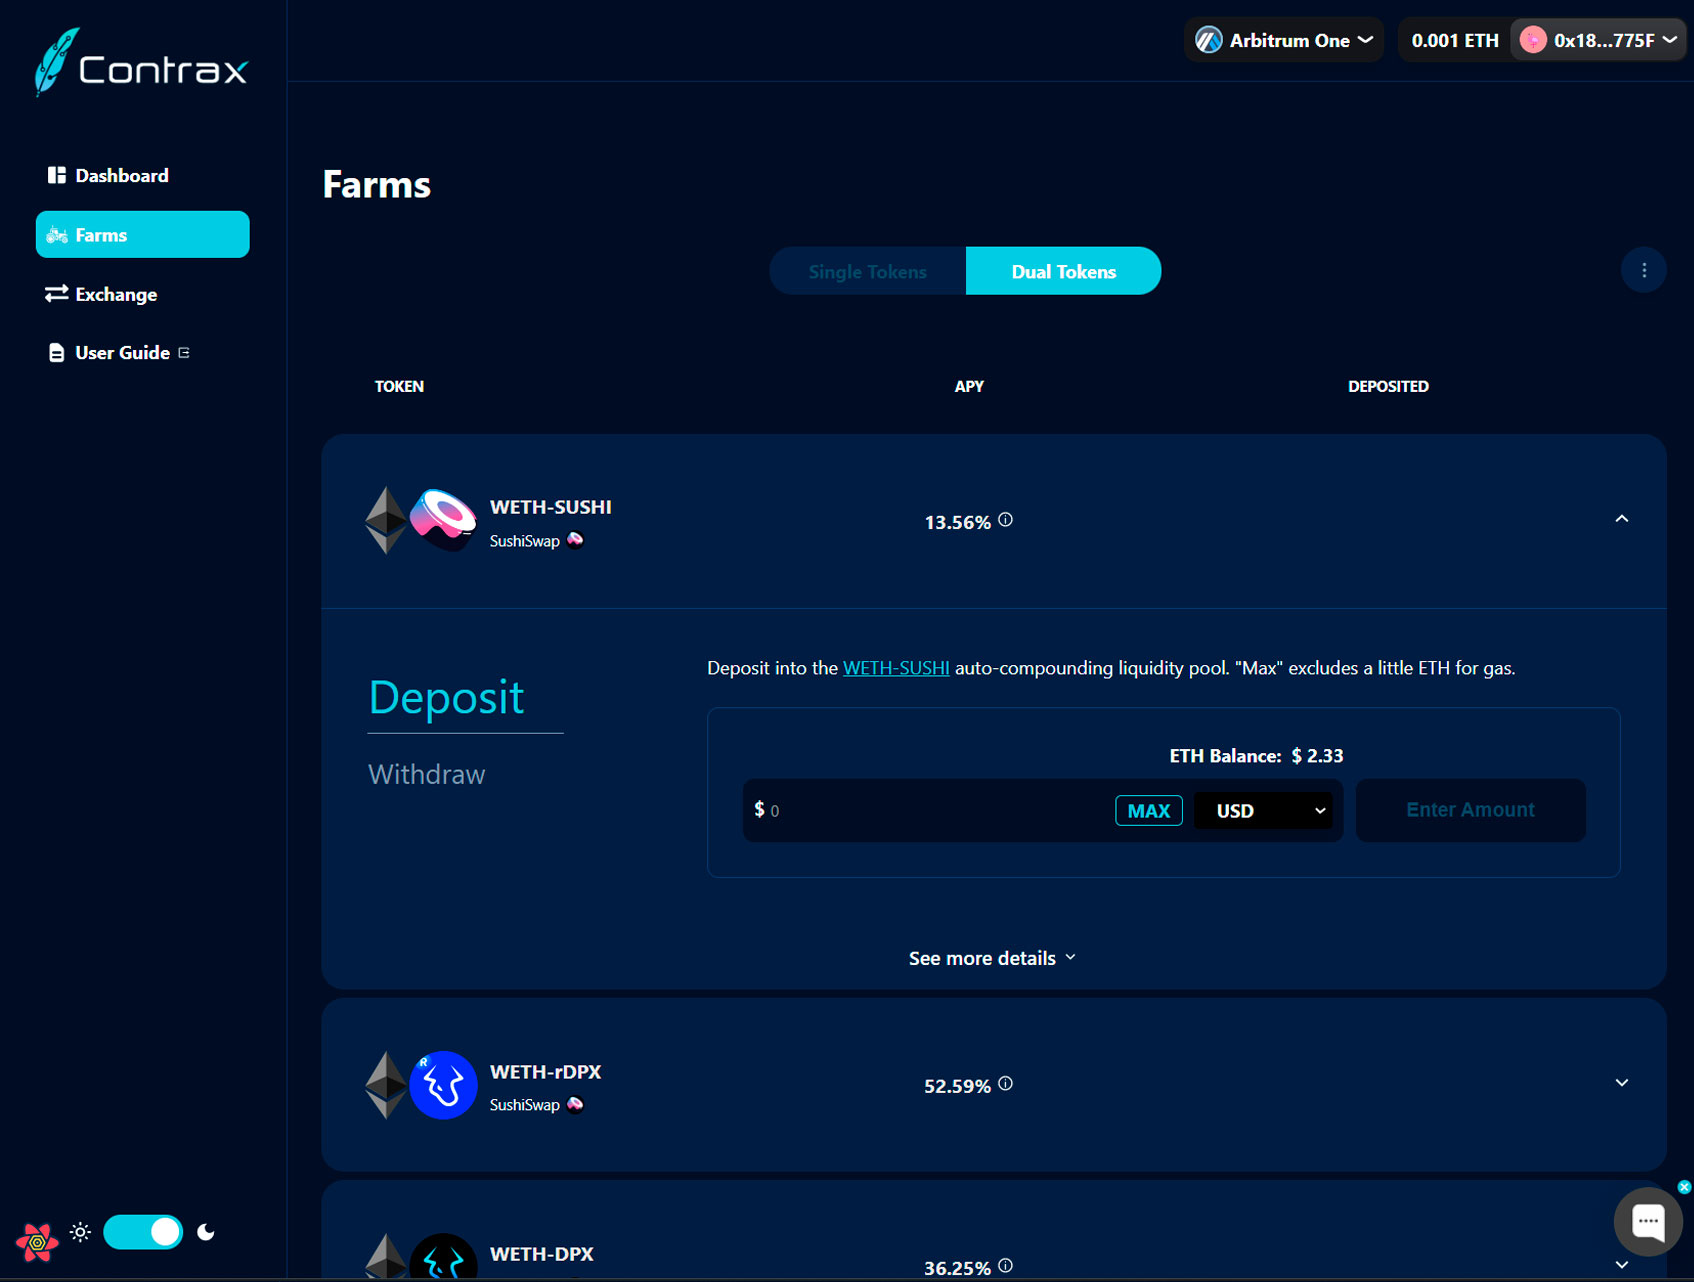 Contrax
Arbitrum One
0.001 ETH
0x18...775F
Dashboard
Farms
Exchange
User Guide
Farms
Single Tokens
Dual Tokens
TOKEN
APY
DEPOSITED
WETH-SUSHI
SushiSwap
13.56%
Deposit
Withdraw
Deposit into the WETH-SUSHI auto-compounding liquidity pool. "Max" excludes a little ETH for gas.
ETH Balance: $ 2.33
$ 0
MAX
USD
Enter Amount
See more details
WETH-rDPX
SushiSwap
52.59%
WETH-DPX
36.25%